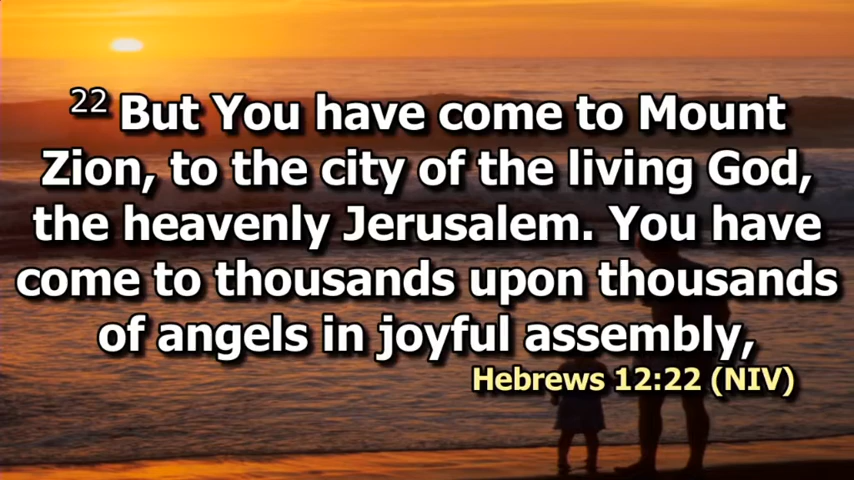 22 But You have come to Mount
Zion, to the city of the living God,
the heavenly Jerusalem. You have
come to thousands upon thousands
of angels in joyful assembly,
Hebrews 12:22 (NIV)